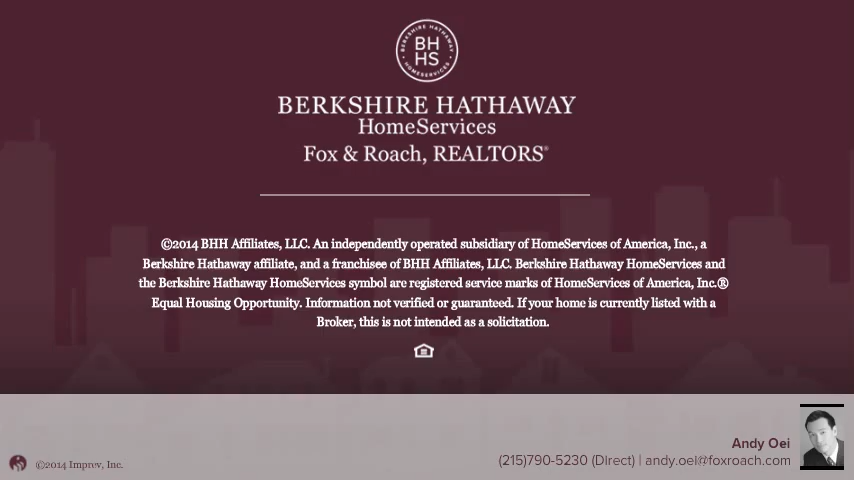 BERKSHIRE HATHAWAY
HOMESERVICES
BH
HS
BERKSHIRE HATHAWAY
HomeServices
Fox & Roach, REALTORS®
©2014 BHH Affiliates, LLC. An independently operated subsidiary of HomeServices of America, Inc., a
Berkshire Hathaway affiliate, and a franchisee of BHH Affiliates, LLC. Berkshire Hathaway HomeServices and
the Berkshire Hathaway HomeServices symbol are registered service marks of HomeServices of America, Inc.®
Equal Housing Opportunity. Information not verified or guaranteed. If your home is currently listed with a
Broker, this is not intended as a solicitation.
Andy Oei
(215)790-5230 (DIrect) | andy.oei@foxroach.com
©2014 Imprev, Inc.